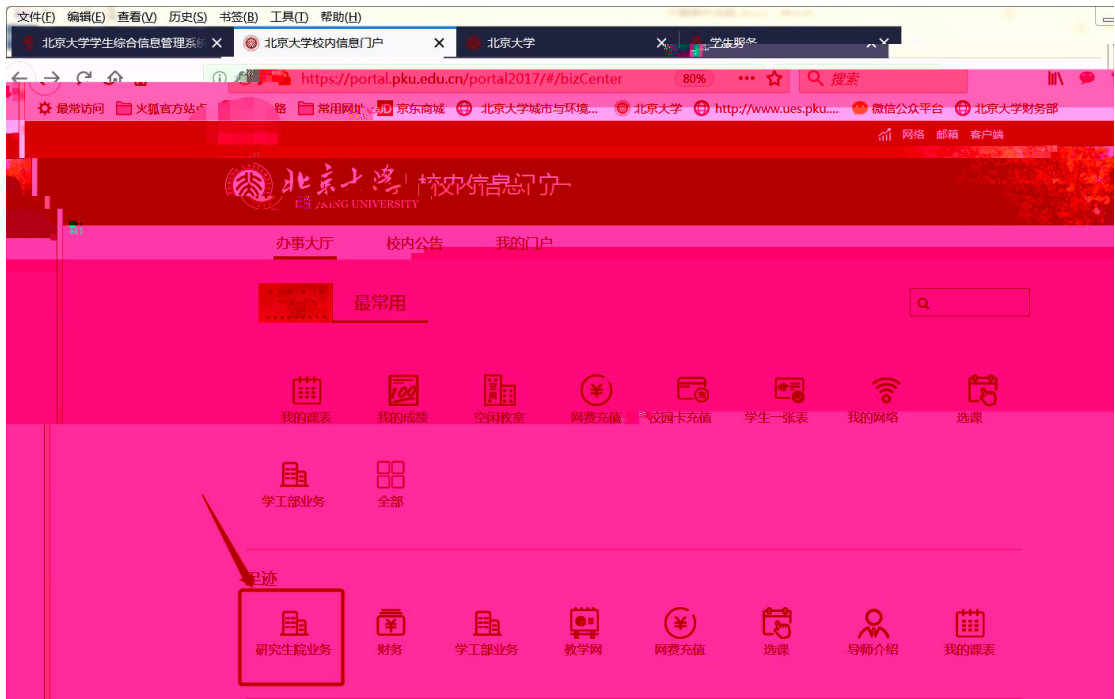 文件(F) 编辑(E) 查看(V) 历史(S) 书签(B) 工具(T) 帮助(H)
北京大学学生综合信息管理系统 北京大学校内信息门户 北京大学
https://portal.pku.edu.cn/portal2017/#/bizCenter 80% 搜索
最常访问 火狐官方站点 常用网址 JD 京东商城 北京大学城市与环境... 北京大学 http://www.ues.pku.... 微信公众平台 北京大学财务部
网络 邮箱 客户端
北京大学 校内信息门户
PEKING UNIVERSITY
办事大厅 校内公告 我的门户
最常用
我的课表 我的成绩 空闲教室 网费充值 校园卡充值 学生一张表 我的网络 选课
学工部业务 全部
足迹
研究生院业务 财务 学工部业务 教学网 网费充值 选课 导师介绍 我的课表